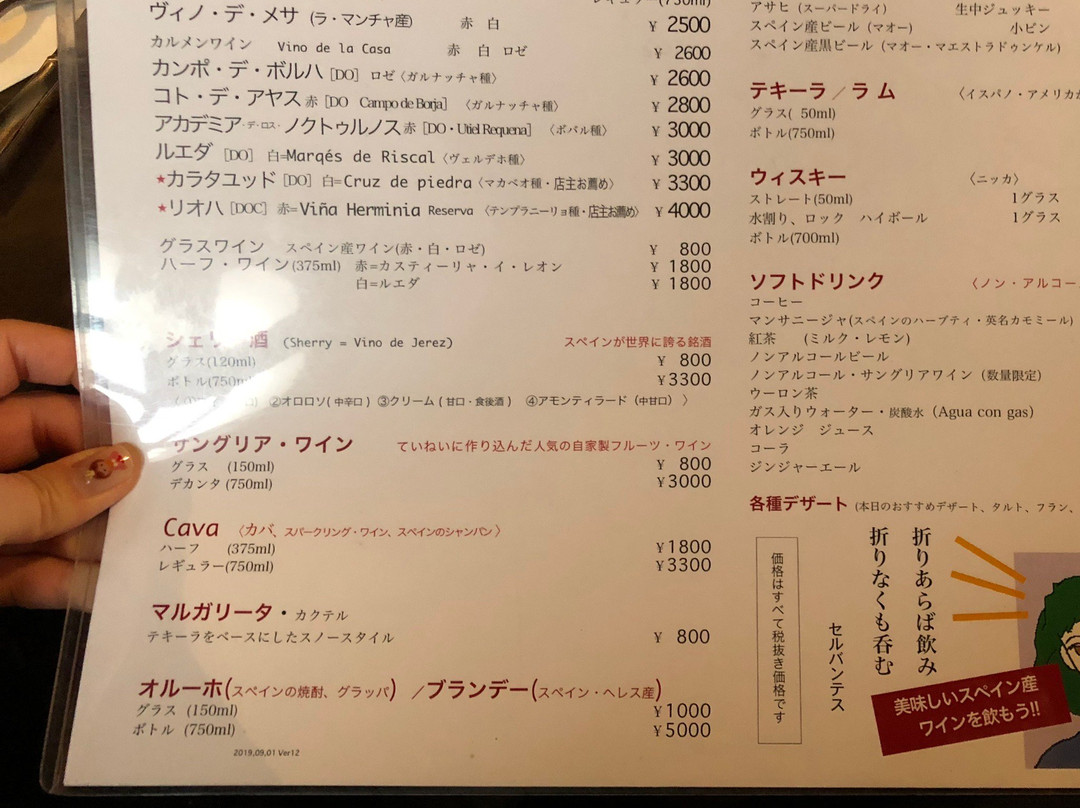 レギュラー(750ml)
ヴィノ・デ・メサ (ラ・マンチャ産) 赤 白 ¥ 2500
カルメンワイン Vino de la Casa 赤 白 ロゼ ¥ 2600
カンポ・デ・ボルハ [DO] ロゼ〈ガルナッチャ種〉 ¥ 2600
コト・デ・アヤス 赤 [DO Campo de Borja] 〈ガルナッチャ種〉 ¥ 2800
アカデミア・デ・ロス・ノクトゥルノス 赤 [DO・Utiel Requena] 〈ボバル種〉 ¥ 3000
ルエダ [DO] 白=Marqés de Riscal〈ヴェルデホ種〉 ¥ 3000
★カラタユッド [DO] 白=Cruz de piedra〈マカベオ種・店主お薦め〉 ¥ 3300
★リオハ [DOC] 赤=Viña Herminia Reserva 〈テンプラニーリョ種・店主お薦め〉 ¥ 4000
グラスワイン スペイン産ワイン(赤・白・ロゼ) ¥ 800
ハーフ・ワイン(375ml) 赤=カスティーリャ・イ・レオン ¥ 1800
白=ルエダ ¥ 1800
シェリー酒 (Sherry = Vino de Jerez) スペインが世界に誇る銘酒
グラス(120ml) ¥ 800
ボトル(750ml) ¥3300
②オロロソ( 中辛口 ) ③クリーム ( 甘口・食後酒 ) ④アモンティラード（中甘口） 〉
サングリア・ワイン ていねいに作り込んだ人気の自家製フルーツ・ワイン
グラス (150ml) ¥ 800
デカンタ (750ml) ¥3000
Cava 〈カバ、スパークリング・ワイン、スペインのシャンパン〉
ハーフ (375ml) ¥1800
レギュラー(750ml) ¥3300
マルガリータ・カクテル
テキーラをベースにしたスノースタイル ¥ 800
オルーホ(スペインの焼酎、グラッパ) ／ブランデー(スペイン・ヘレス産)
グラス (150ml) ¥1000
ボトル (750ml) ¥5000
2019,09,01 Ver12
アサヒ (スーパードライ) 生中ジュッキー
スペイン産ビール (マオー) 小ビン
スペイン産黒ビール (マオー・マエストラドゥンケル)
テキーラ ／ ラ ム 〈イスパノ・アメリカ
グラス( 50ml)
ボトル(750ml)
ウィスキー 〈ニッカ〉
ストレート(50ml) 1グラス
水割り、ロック ハイボール 1グラス
ボトル(700ml)
ソフトドリンク 〈ノン・アルコー
コーヒー
マンサニージャ(スペインのハーブティ・英名カモミール)
紅茶 (ミルク・レモン)
ノンアルコールビール
ノンアルコール・サングリアワイン（数量限定）
ウーロン茶
ガス入りウォーター・炭酸水（Agua con gas）
オレンジ ジュース
コーラ
ジンジャーエール
各種デザート (本日のおすすめデザート、タルト、フラン、
価格はすべて税抜き価格です
折りあらば飲み
折りなくも呑む
セルバンテス
美味しいスペイン産
ワインを飲もう!!